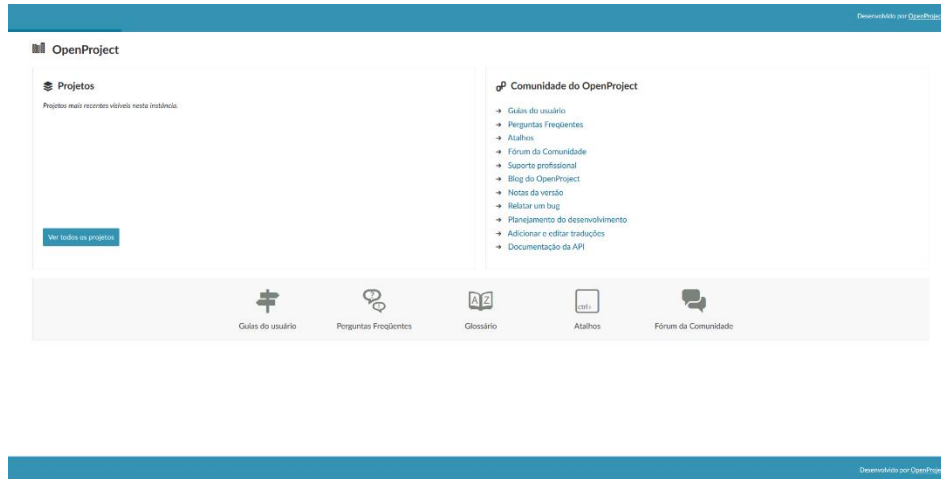 Desenvolvido por OpenProject
OpenProject
Projetos
Projetos mais recentes visíveis nesta instância.
Ver todos os projetos
Comunidade do OpenProject
Guias do usuário
Perguntas Freqüentes
Atalhos
Fórum da Comunidade
Suporte profissional
Blog do OpenProject
Notas da versão
Relatar um bug
Planejamento do desenvolvimento
Adicionar e editar traduções
Documentação da API
? !
A Z
ctrl+
Guias do usuário Perguntas Freqüentes Glossário Atalhos Fórum da Comunidade
Desenvolvido por OpenProje